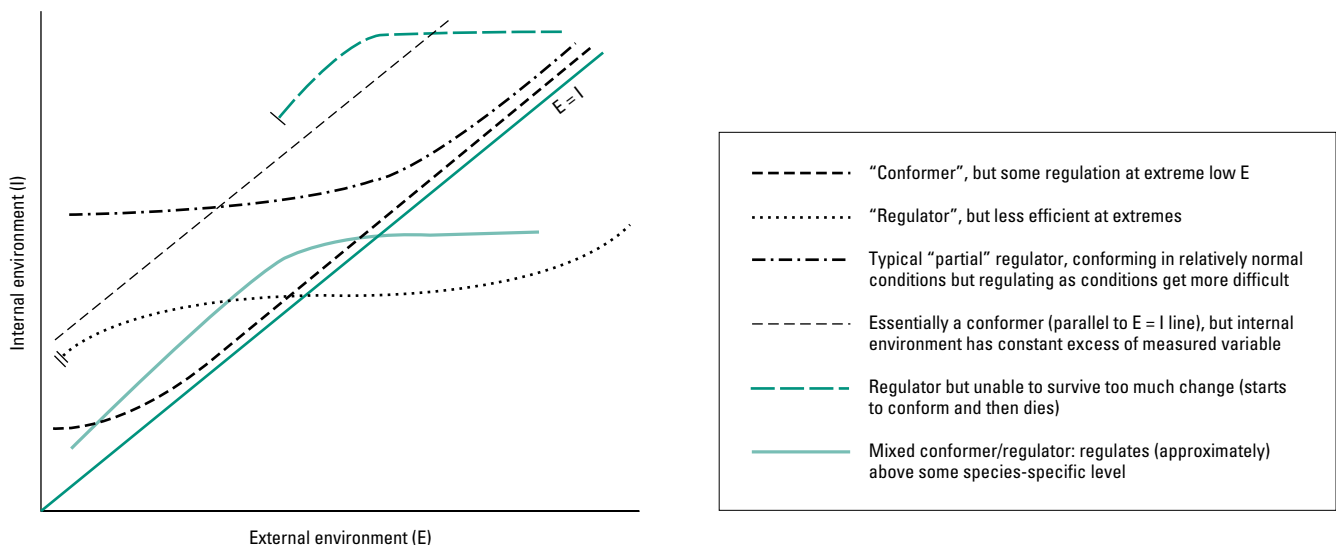 Internal environment (I)
E = I
External environment (E)
“Conformer”, but some regulation at extreme low E
“Regulator”, but less efficient at extremes
Typical “partial” regulator, conforming in relatively normal
conditions but regulating as conditions get more difficult
Essentially a conformer (parallel to E = I line), but internal
environment has constant excess of measured variable
Regulator but unable to survive too much change (starts
to conform and then dies)
Mixed conformer/regulator: regulates (approximately)
above some species-specific level